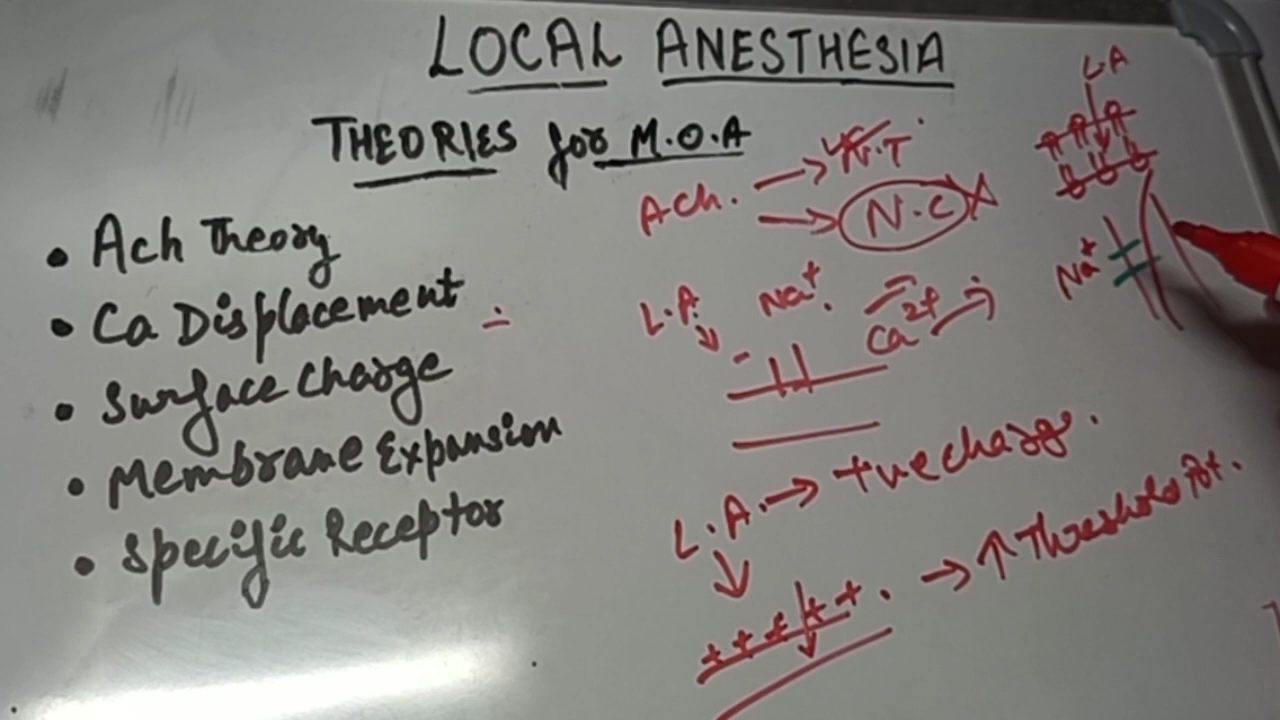 LOCAL ANESTHESIA
THEORIES for M.O.A
• Ach Theory
• Ca Displacement
• Surface Charge
• Membrane Expansion
• Specific Receptor
Ach. → N.T
→ N.C
L.A. Na+. Ca2+
L.A. → +ve charge.
+ + + + + . → ↑ Threshold Pot.
L.A
Na+